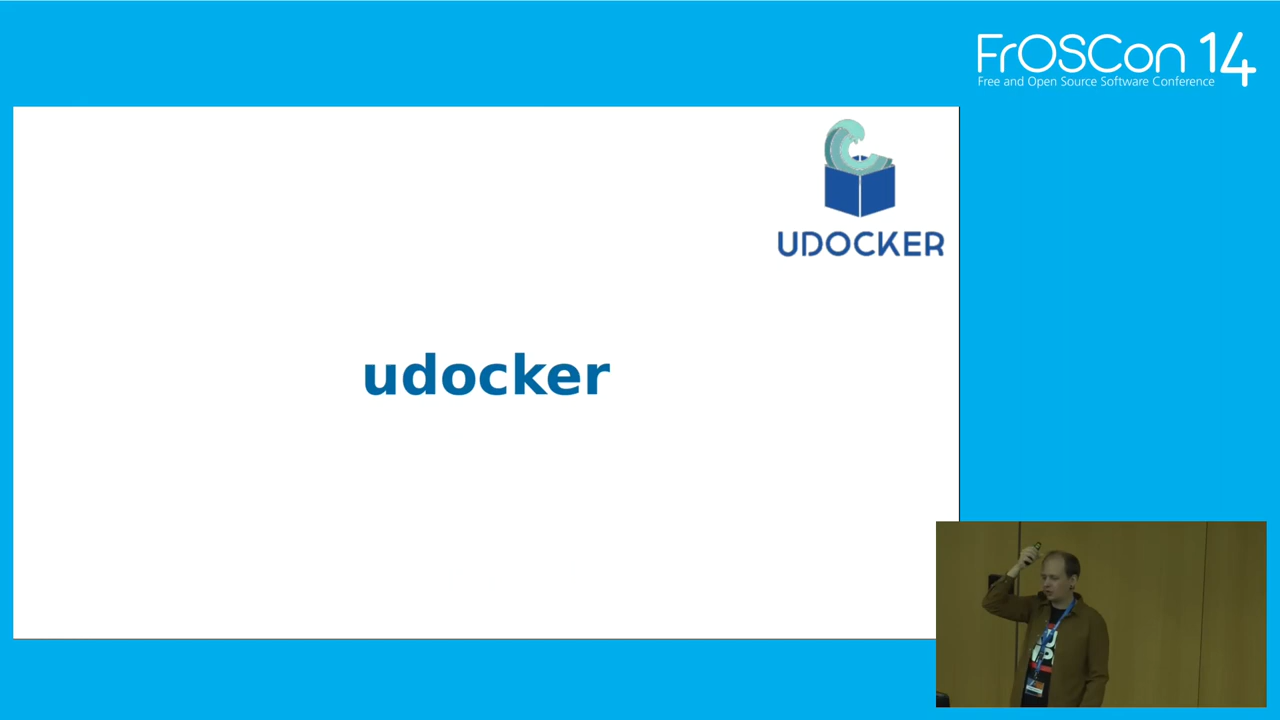 FrOSCon 14
Free and Open Source Software Conference
UDOCKER
udocker